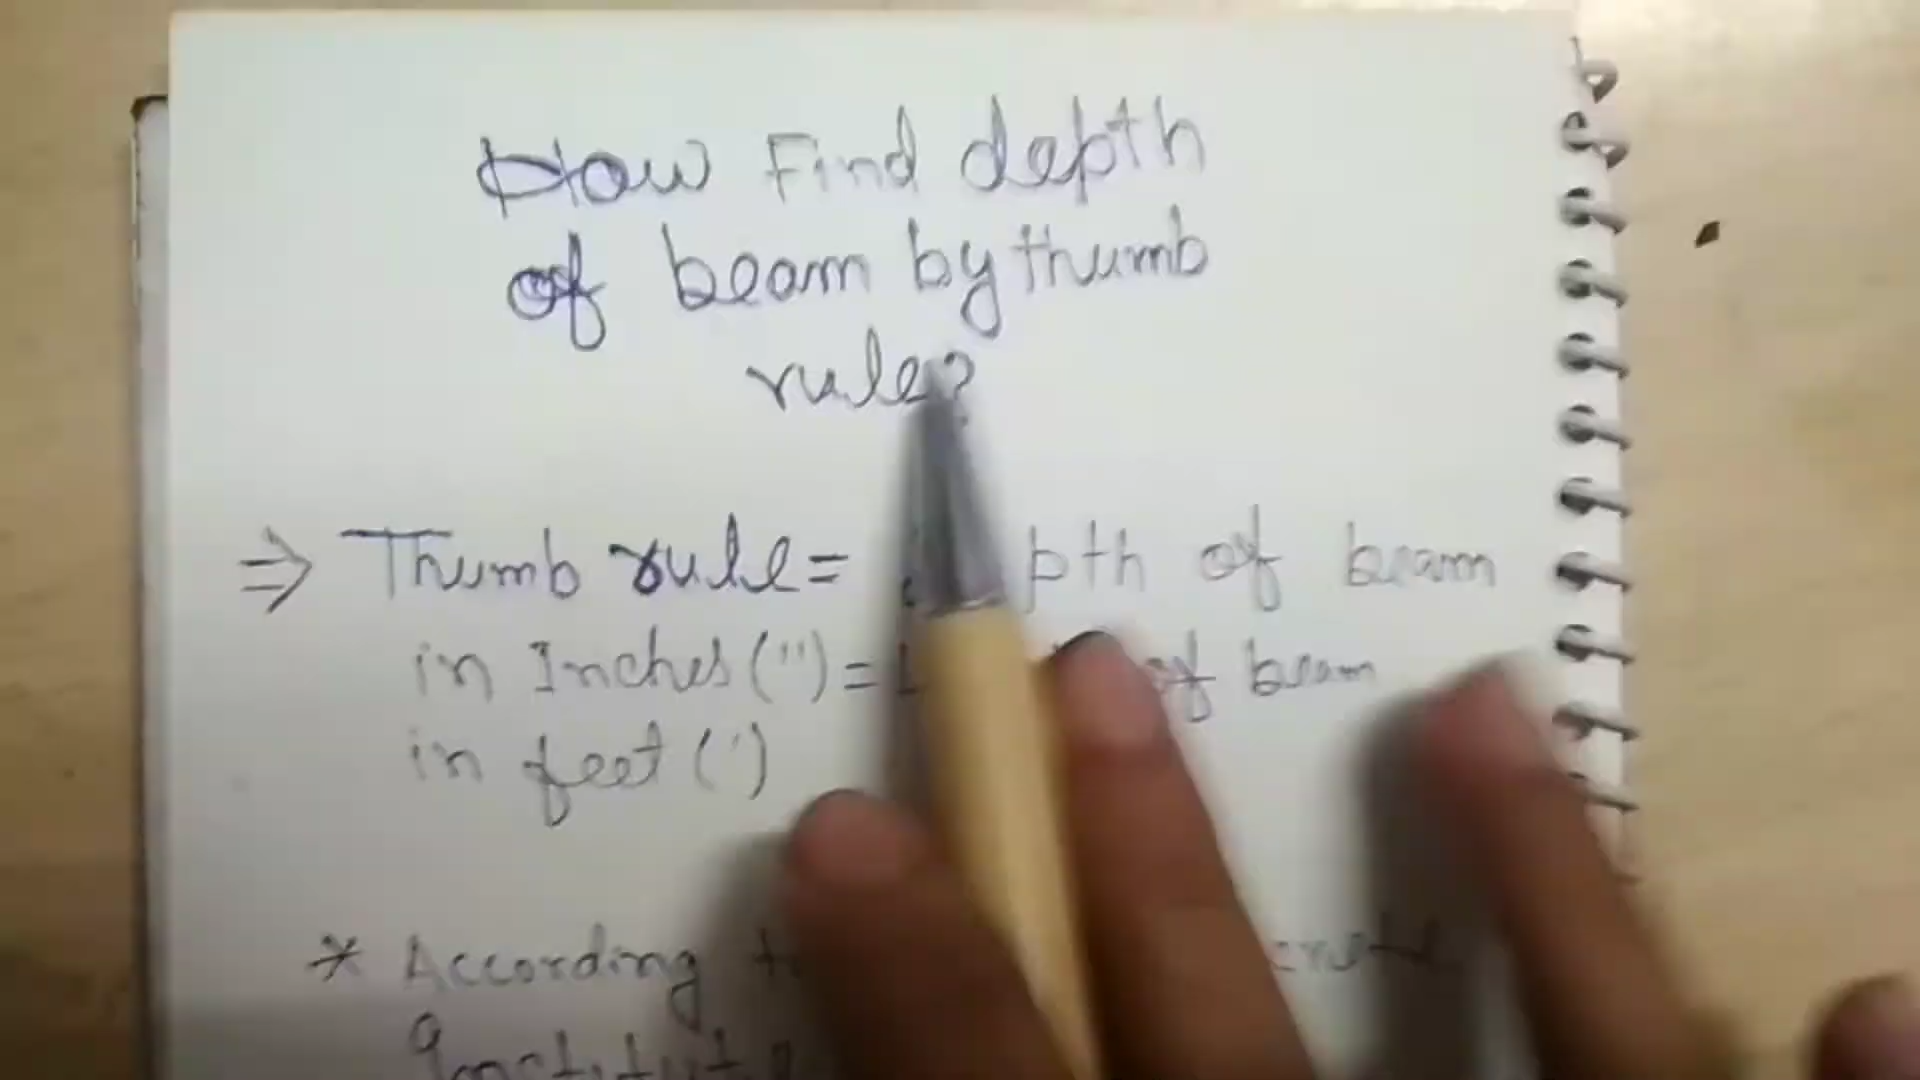 How Find depth
of beam by thumb
rule?
⇒ Thumb rule = of beam
in Inches (") = of beam
in feet (')
* According